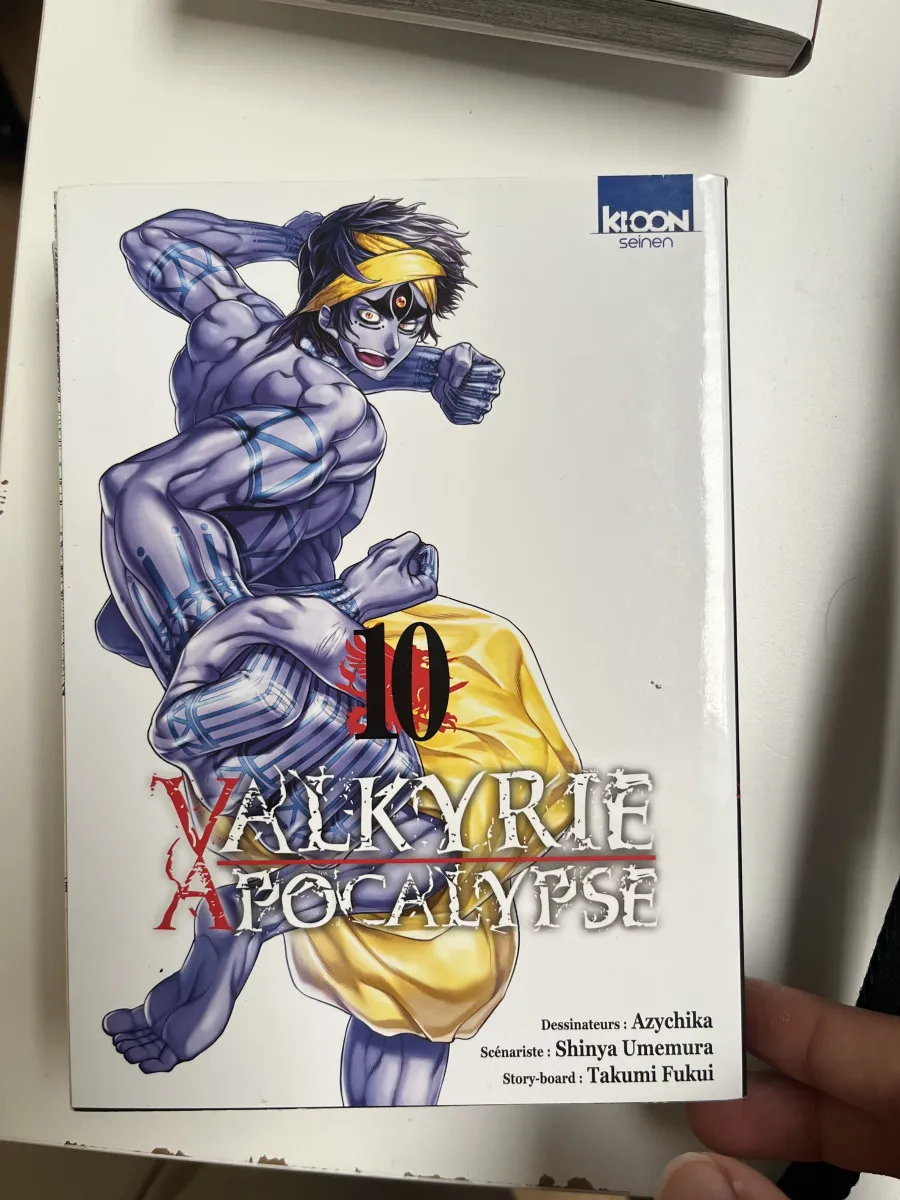 KI-OON
seinen
10
VALKYRIE
APOCALYPSE
Dessinateurs : Azychika
Scénariste : Shinya Umemura
Story-board : Takumi Fukui